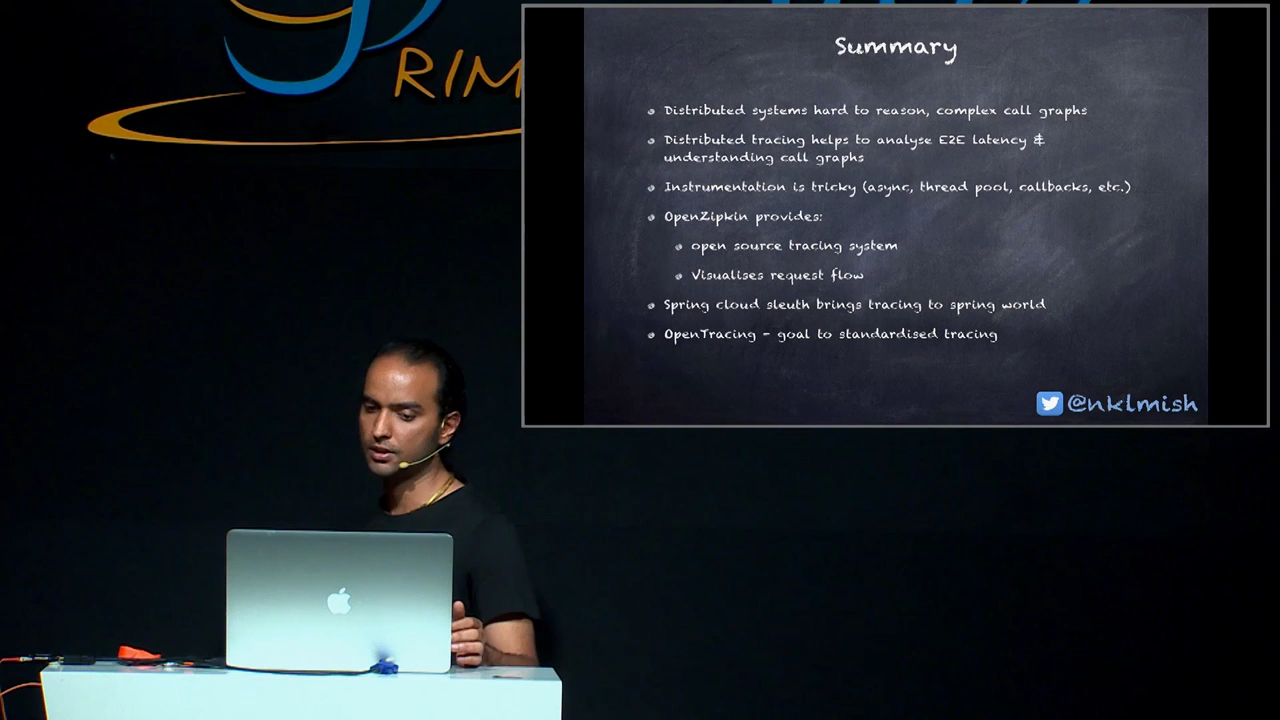 RIM
Summary
Distributed systems hard to reason, complex call graphs
Distributed tracing helps to analyse E2E latency &
understanding call graphs
Instrumentation is tricky (async, thread pool, callbacks, etc.)
OpenZipkin provides:
open source tracing system
Visualises request flow
Spring cloud sleuth brings tracing to spring world
OpenTracing - goal to standardised tracing
@nklmish